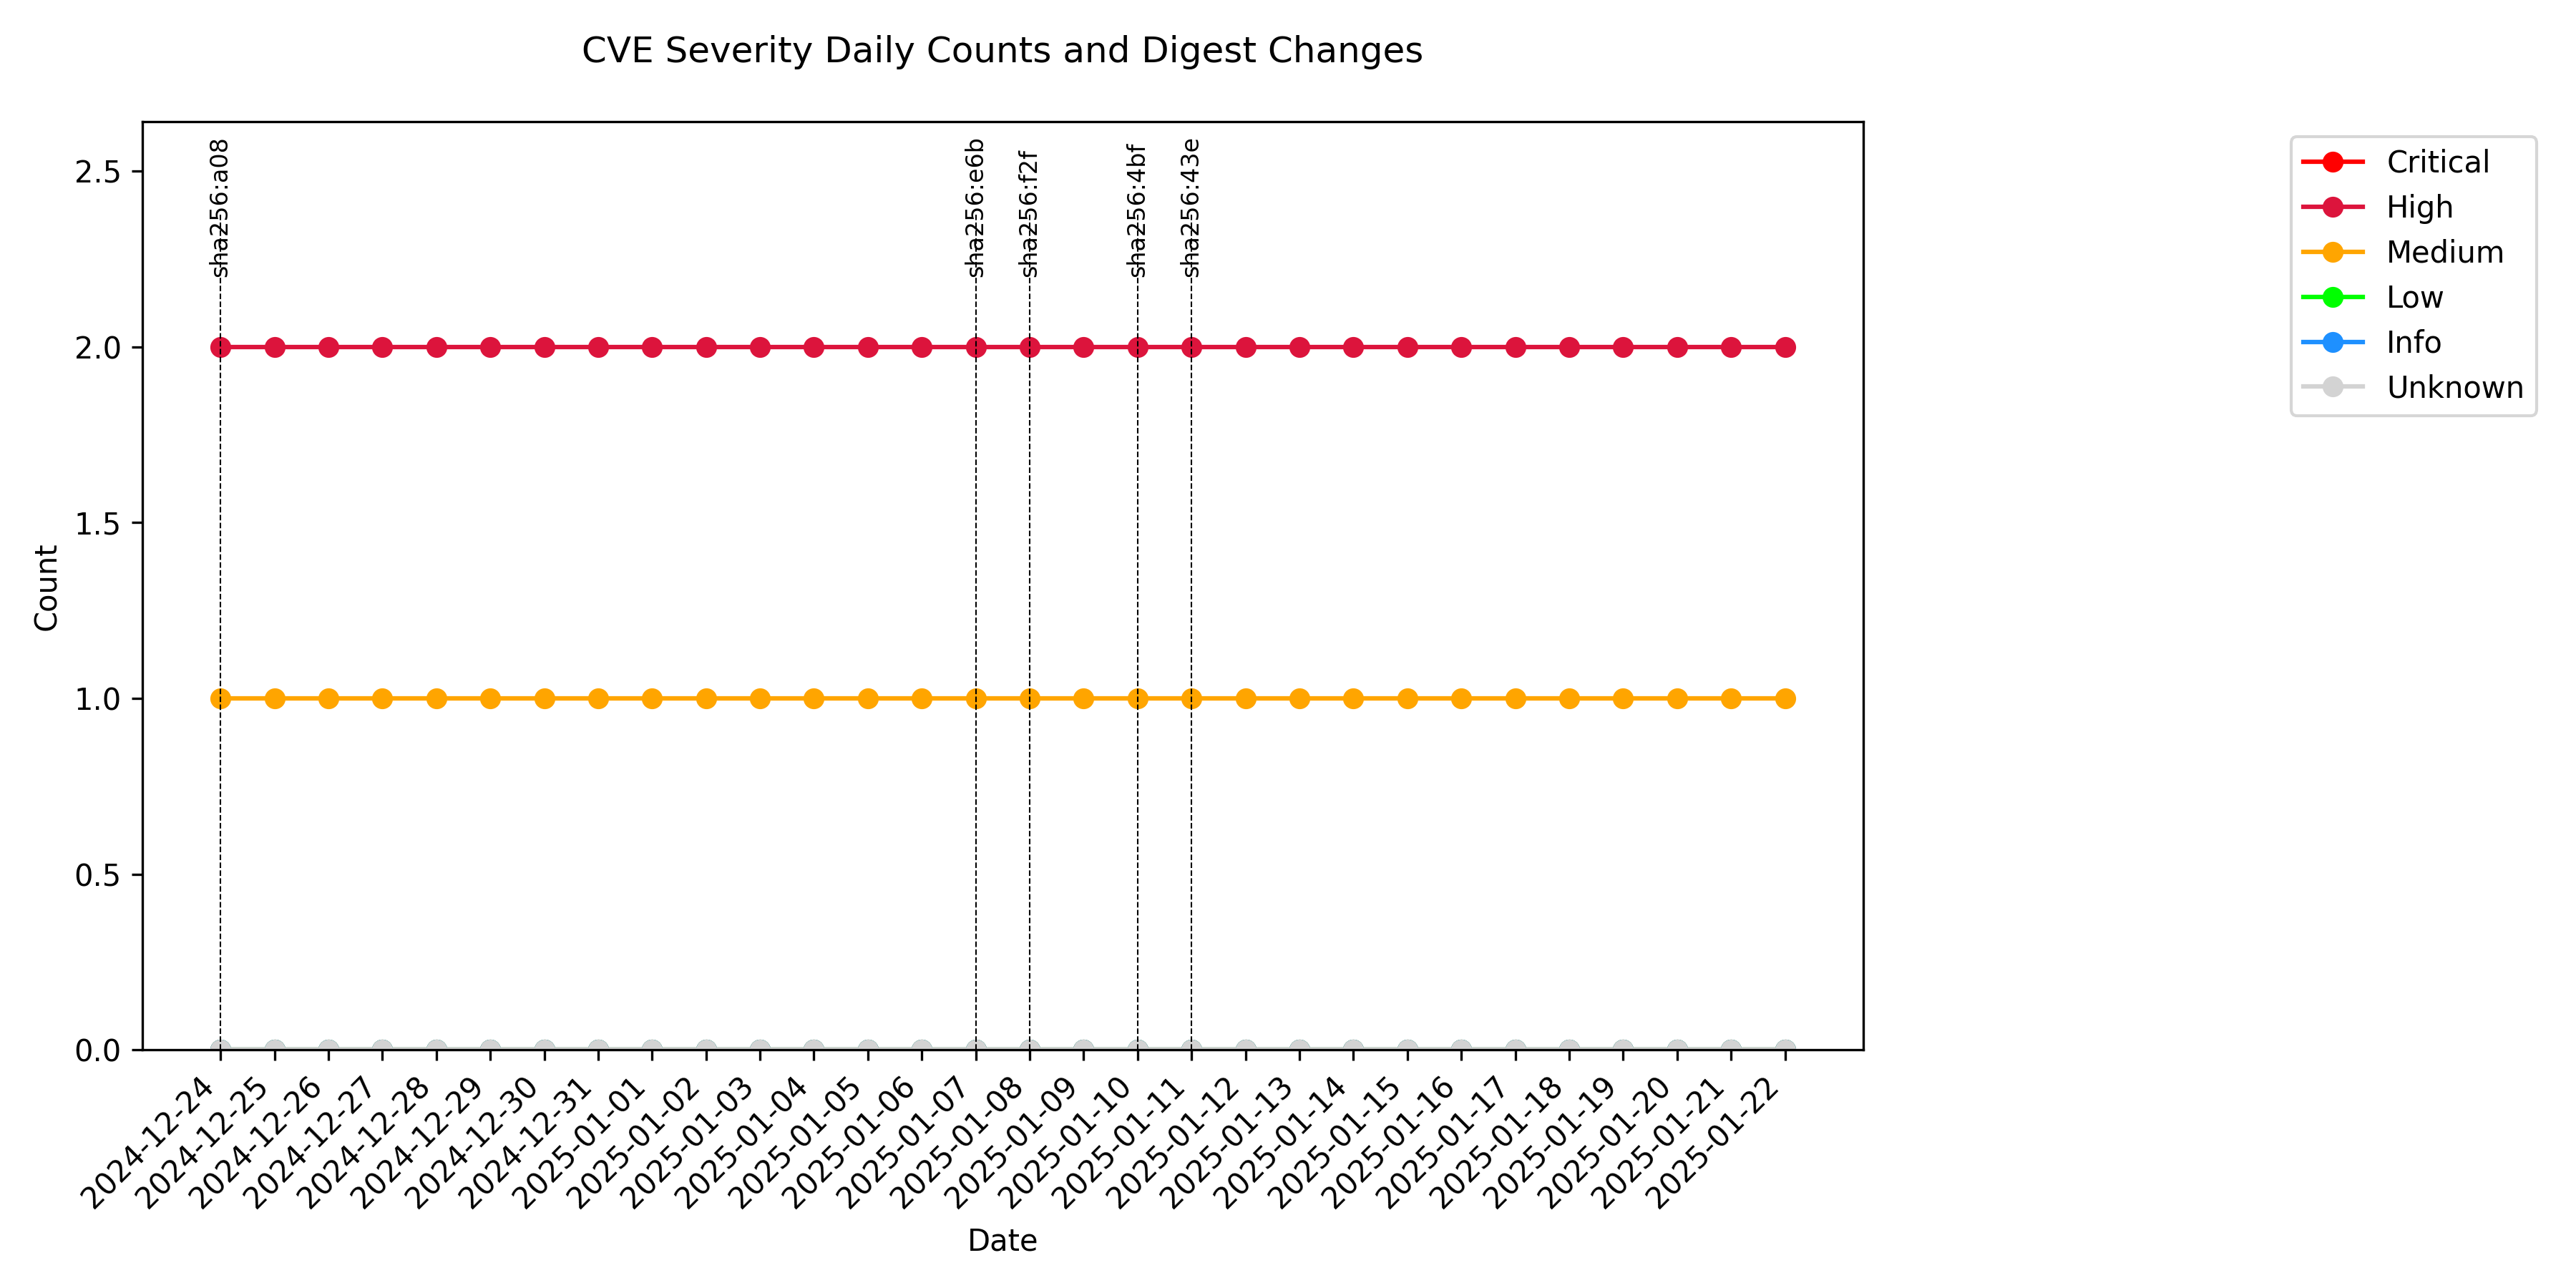 CVE Severity Daily Counts and Digest Changes
sha256:a08
sha256:e6b
sha256:f2f
sha256:4bf
sha256:43e
Critical
High
Medium
Low
Info
Unknown
2.5
2.0
1.5
1.0
0.5
0.0
Count
2024-12-24
2024-12-25
2024-12-26
2024-12-27
2024-12-28
2024-12-29
2024-12-30
2024-12-31
2025-01-01
2025-01-02
2025-01-03
2025-01-04
2025-01-05
2025-01-06
2025-01-07
2025-01-08
2025-01-09
2025-01-10
2025-01-11
2025-01-12
2025-01-13
2025-01-14
2025-01-15
2025-01-16
2025-01-17
2025-01-18
2025-01-19
2025-01-20
2025-01-21
2025-01-22
Date